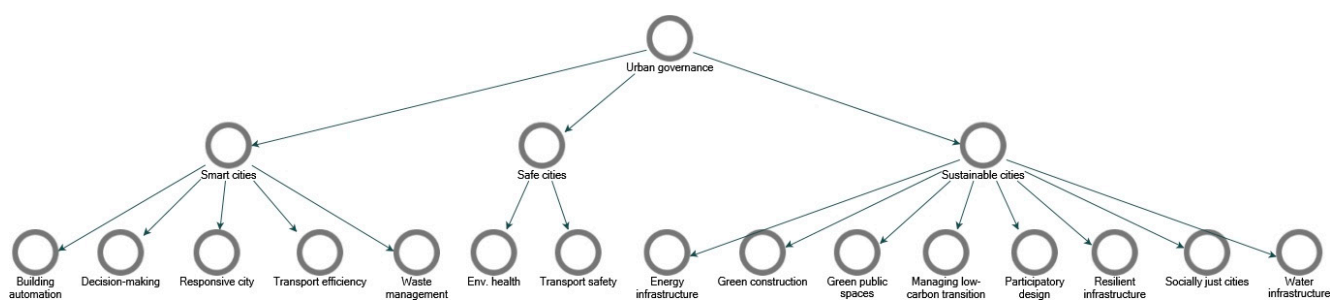 Urban governance
Smart cities
Safe cities
Sustainable cities
Building
automation
Decision-making
Responsive city
Transport efficiency
Waste
management
Env. health
Transport safety
Energy
infrastructure
Green construction
Green public
spaces
Managing low-
carbon transition
Participatory
design
Resilient
infrastructure
Socially just cities
Water
infrastructure